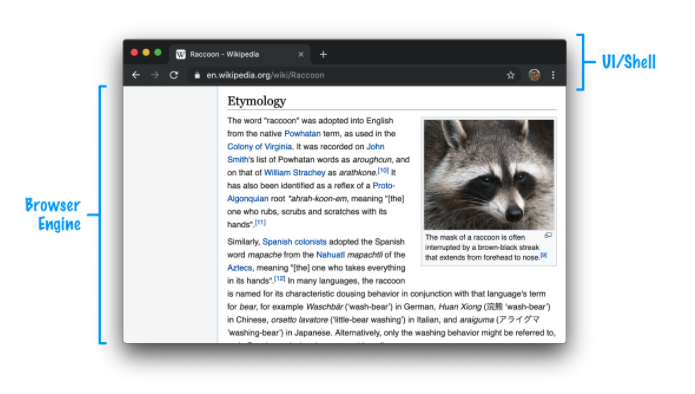 Raccoon - Wikipedia
UI/Shell
en.wikipedia.org/wiki/Raccoon
Etymology
The word "raccoon" was adopted into English
from the native Powhatan term, as used in the
Colony of Virginia. It was recorded on John
Smith's list of Powhatan words as aroughcun, and
on that of William Strachey as arathkone.[10] It
has also been identified as a reflex of a Proto-
Algonquian root *ahrah-koon-em, meaning "[the]
one who rubs, scrubs and scratches with its
hands".[11]
The mask of a raccoon is often
interrupted by a brown-black streak
that extends from forehead to nose.[9]
Browser
Engine
Similarly, Spanish colonists adopted the Spanish
word mapache from the Nahuatl mapachtli of the
Aztecs, meaning "[the] one who takes everything
in its hands".[12] In many languages, the raccoon
is named for its characteristic dousing behavior in conjunction with that language's term
for bear, for example Waschbär ('wash-bear') in German, Huan Xiong (浣熊 'wash-bear')
in Chinese, orsetto lavatore ('little-bear washing') in Italian, and araiguma (アライグマ
'washing-bear') in Japanese. Alternatively, only the washing behavior might be referred to,